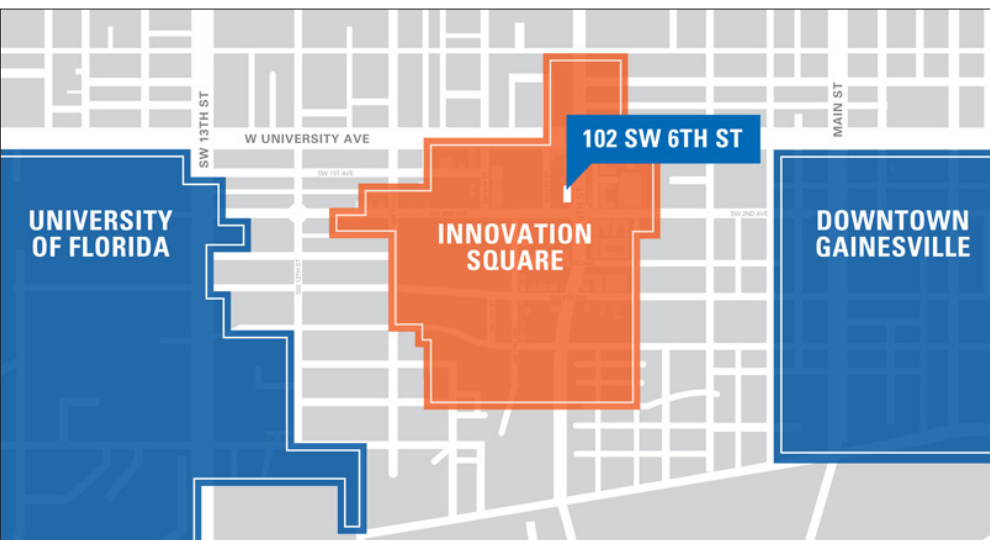 SW 13TH ST
W UNIVERSITY AVE
MAIN ST
102 SW 6TH ST
SW 1ST AVE
UNIVERSITY
OF FLORIDA
INNOVATION
SQUARE
SW 2ND AVE
DOWNTOWN
GAINESVILLE
SW 12TH ST